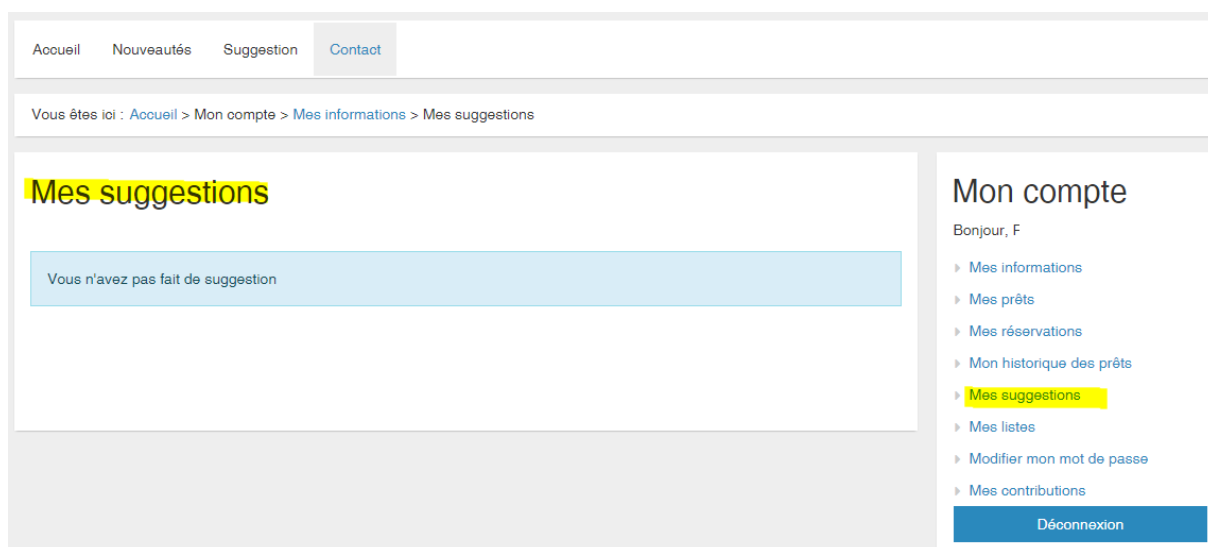 Accueil Nouveautés Suggestion Contact
Vous êtes ici : Accueil > Mon compte > Mes informations > Mes suggestions
Mes suggestions
Vous n'avez pas fait de suggestion
Mon compte
Bonjour, F
Mes informations
Mes prêts
Mes réservations
Mon historique des prêts
Mes suggestions
Mes listes
Modifier mon mot de passe
Mes contributions
Déconnexion